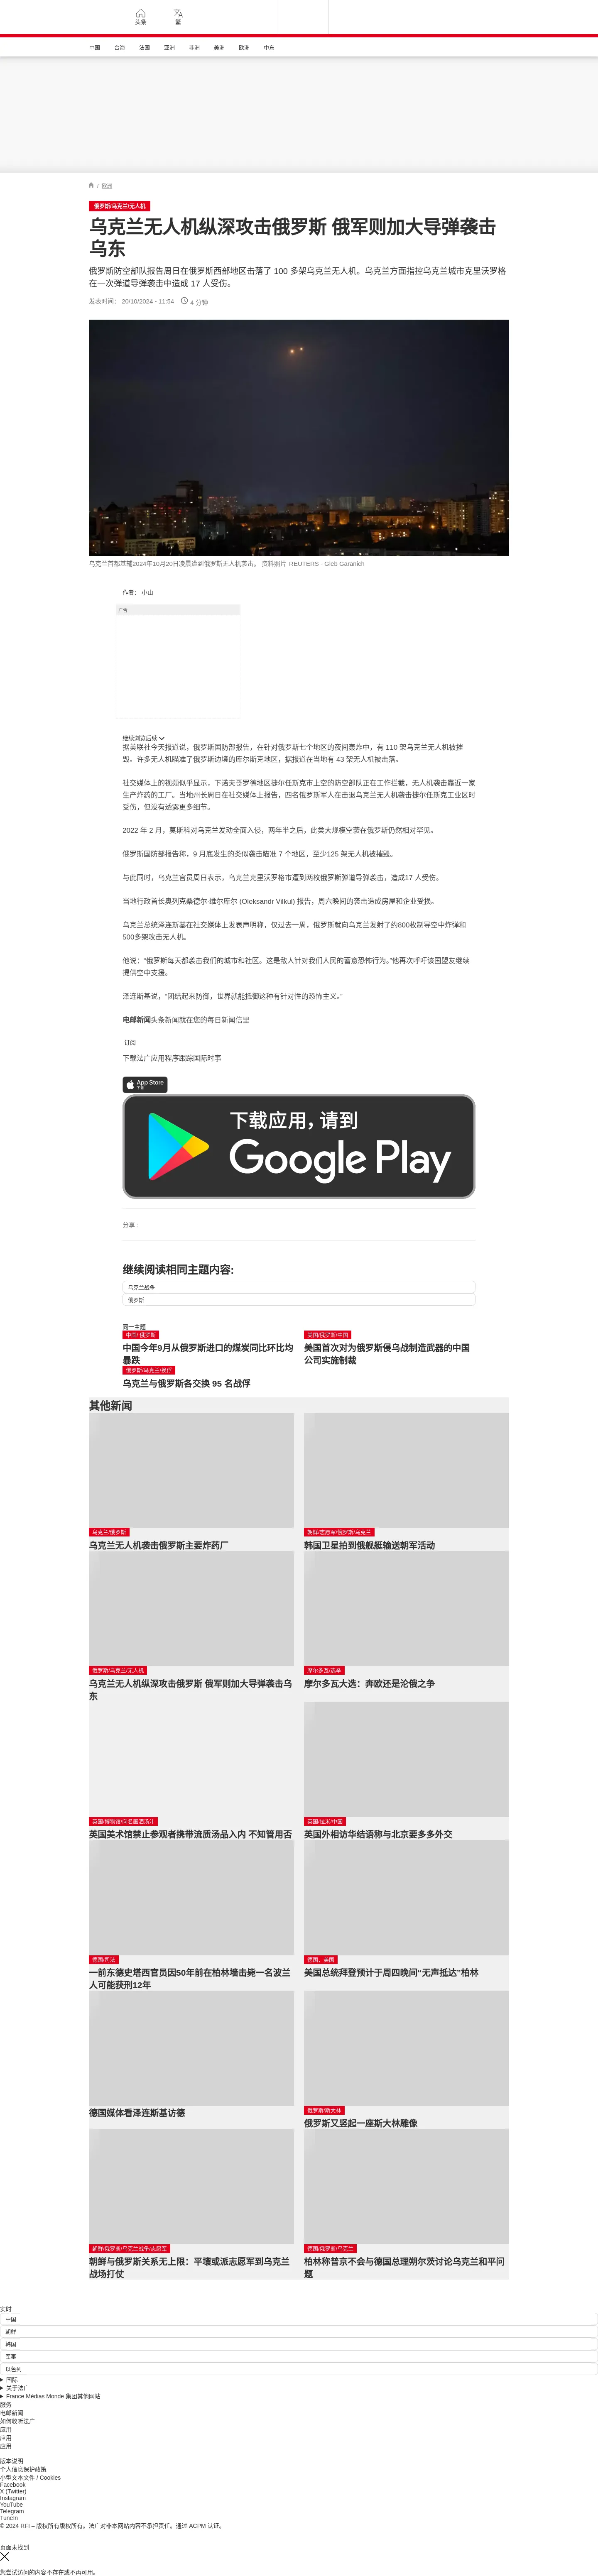 头条
繁
中国 台海 法国 亚洲 非洲 美洲 欧洲 中东
/ 欧洲
俄罗斯/乌克兰/无人机
乌克兰无人机纵深攻击俄罗斯 俄军则加大导弹袭击
乌东
俄罗斯防空部队报告周日在俄罗斯西部地区击落了 100 多架乌克兰无人机。乌克兰方面指控乌克兰城市克里沃罗格
在一次弹道导弹袭击中造成 17 人受伤。
发表时间： 20/10/2024 - 11:54 4 分钟
乌克兰首都基辅2024年10月20日凌晨遭到俄罗斯无人机袭击。 资料照片 REUTERS - Gleb Garanich
作者： 小山
广告
继续浏览后续
据美联社今天报道说，俄罗斯国防部报告，在针对俄罗斯七个地区的夜间轰炸中，有 110 架乌克兰无人机被摧
毁。许多无人机瞄准了俄罗斯边境的库尔斯克地区，据报道在当地有 43 架无人机被击落。
社交媒体上的视频似乎显示，下诺夫哥罗德地区捷尔任斯克市上空的防空部队正在工作拦截，无人机袭击靠近一家
生产炸药的工厂。当地州长周日在社交媒体上报告，四名俄罗斯军人在击退乌克兰无人机袭击捷尔任斯克工业区时
受伤，但没有透露更多细节。
2022 年 2 月，莫斯科对乌克兰发动全面入侵，两年半之后，此类大规模空袭在俄罗斯仍然相对罕见。
俄罗斯国防部报告称，9 月底发生的类似袭击瞄准 7 个地区，至少125 架无人机被摧毁。
与此同时，乌克兰官员周日表示，乌克兰克里沃罗格市遭到两枚俄罗斯弹道导弹袭击，造成17 人受伤。
当地行政首长奥列克桑德尔·维尔库尔 (Oleksandr Vilkul) 报告，周六晚间的袭击造成房屋和企业受损。
乌克兰总统泽连斯基在社交媒体上发表声明称，仅过去一周，俄罗斯就向乌克兰发射了约800枚制导空中炸弹和
500多架攻击无人机。
他说：“俄罗斯每天都袭击我们的城市和社区。这是敌人针对我们人民的蓄意恐怖行为。”他再次呼吁该国盟友继续
提供空中支援。
泽连斯基说，“团结起来防御，世界就能抵御这种有针对性的恐怖主义。”
电邮新闻头条新闻就在您的每日新闻信里
订阅
下载法广应用程序跟踪国际时事
App Store
下载
下载应用，请到
Google Play
分享 :
继续阅读相同主题内容:
乌克兰战争
俄罗斯
同一主题
中国/ 俄罗斯
中国今年9月从俄罗斯进口的煤炭同比环比均
暴跌
美国/俄罗斯/中国
美国首次对为俄罗斯侵乌战制造武器的中国
公司实施制裁
俄罗斯/乌克兰/换俘
乌克兰与俄罗斯各交换 95 名战俘
其他新闻
乌克兰/俄罗斯
乌克兰无人机袭击俄罗斯主要炸药厂
朝鲜/志愿军/俄罗斯/乌克兰
韩国卫星拍到俄舰艇输送朝军活动
俄罗斯/乌克兰/无人机
乌克兰无人机纵深攻击俄罗斯 俄军则加大导弹袭击乌
东
摩尔多瓦/选举
摩尔多瓦大选：奔欧还是沦俄之争
英国/博物馆/向名画洒汤汁
英国美术馆禁止参观者携带流质汤品入内 不知管用否
英国/拉米/中国
英国外相访华结语称与北京要多多外交
德国/司法
一前东德史塔西官员因50年前在柏林墙击毙一名波兰
人可能获刑12年
德国，美国
美国总统拜登预计于周四晚间“无声抵达”柏林
德国媒体看泽连斯基访德
俄罗斯/斯大林
俄罗斯又竖起一座斯大林雕像
朝鲜/俄罗斯/乌克兰战争/志愿军
朝鲜与俄罗斯关系无上限：平壤或派志愿军到乌克兰
战场打仗
德国/俄罗斯/乌克兰
柏林称普京不会与德国总理朔尔茨讨论乌克兰和平问
题
实时
中国
朝鲜
韩国
军事
以色列
国际
关于法广
France Médias Monde 集团其他网站
服务
电邮新闻
如何收听法广
应用
应用
应用
版本说明
个人信息保护政策
小型文本文件 / Cookies
Facebook
X (Twitter)
Instagram
YouTube
Telegram
TuneIn
© 2024 RFI – 版权所有版权所有。法广对非本网站内容不承担责任。通过 ACPM 认证。
页面未找到
您尝试访问的内容不存在或不再可用。